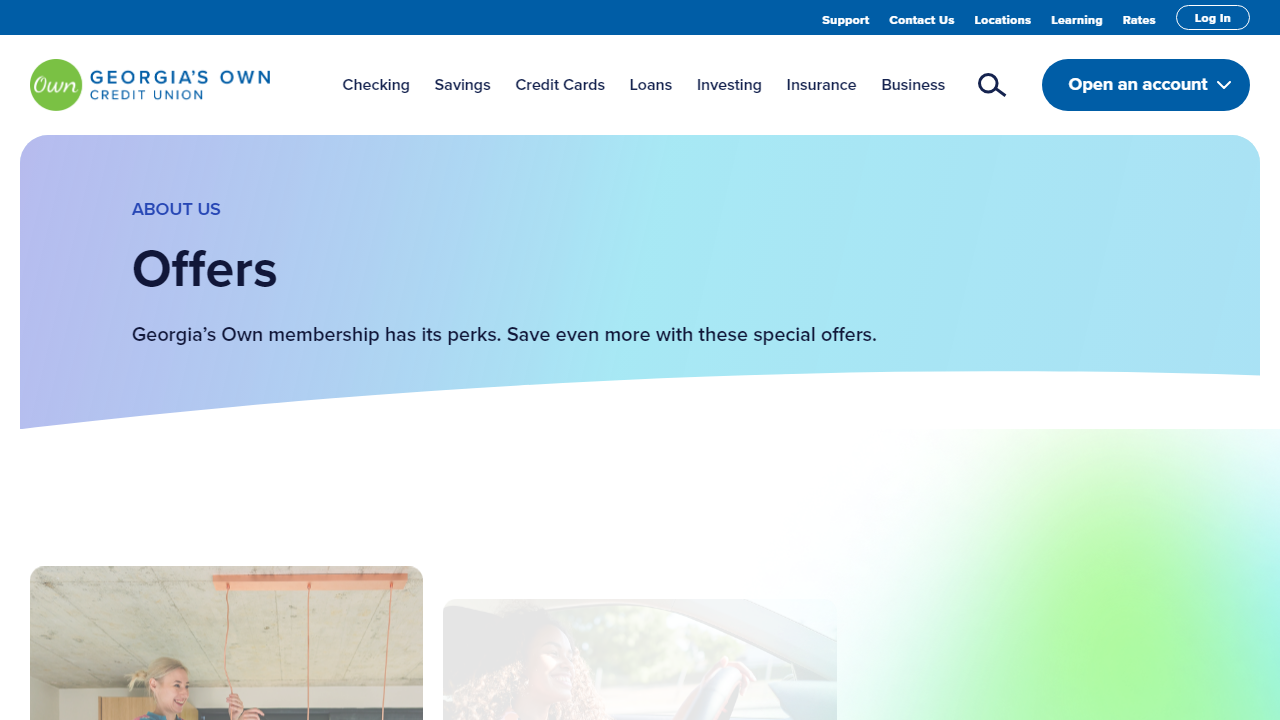 Support Contact Us Locations Learning Rates Log In
Own GEORGIA'S OWN
CREDIT UNION
Checking Savings Credit Cards Loans Investing Insurance Business Open an account
ABOUT US
Offers
Georgia's Own membership has its perks. Save even more with these special offers.